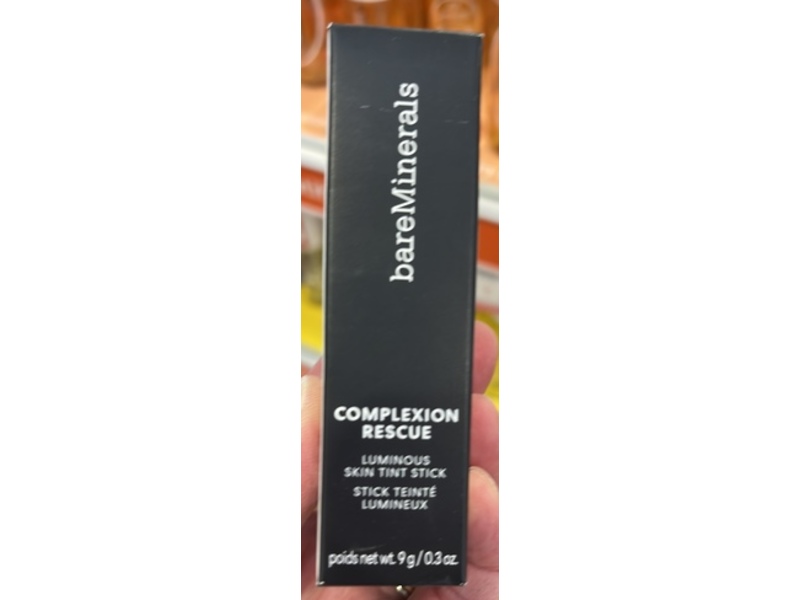 bareMinerals
COMPLEXION
RESCUE
LUMINOUS
SKIN TINT STICK
STICK TEINTÉ
LUMINEUX
poids net wt. 9 g / 0.3 oz.